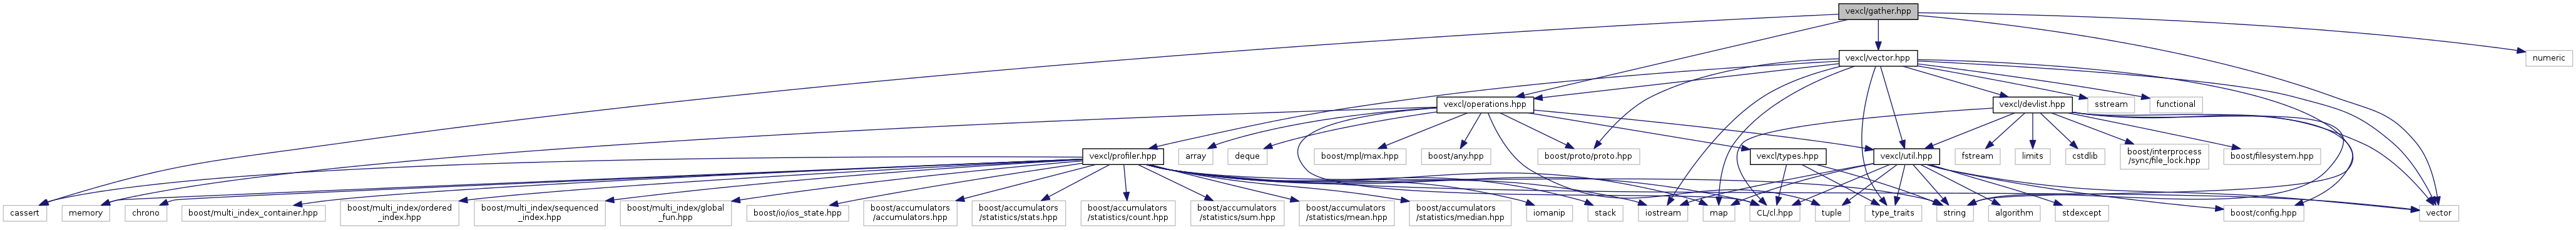 vexcl/gather.hpp
vexcl/vector.hpp
numeric
vexcl/operations.hpp
vexcl/devlist.hpp
sstream
functional
vexcl/profiler.hpp
array
deque
boost/mpl/max.hpp
boost/any.hpp
boost/proto/proto.hpp
vexcl/types.hpp
vexcl/util.hpp
fstream
limits
cstdlib
boost/interprocess
/sync/file_lock.hpp
boost/filesystem.hpp
cassert
memory
chrono
boost/multi_index_container.hpp
boost/multi_index/ordered
_index.hpp
boost/multi_index/sequenced
_index.hpp
boost/multi_index/global
_fun.hpp
boost/io/ios_state.hpp
boost/accumulators
/accumulators.hpp
boost/accumulators
/statistics/stats.hpp
boost/accumulators
/statistics/count.hpp
boost/accumulators
/statistics/sum.hpp
boost/accumulators
/statistics/mean.hpp
boost/accumulators
/statistics/median.hpp
iomanip
stack
iostream
map
CL/cl.hpp
tuple
type_traits
string
algorithm
stdexcept
boost/config.hpp
vector